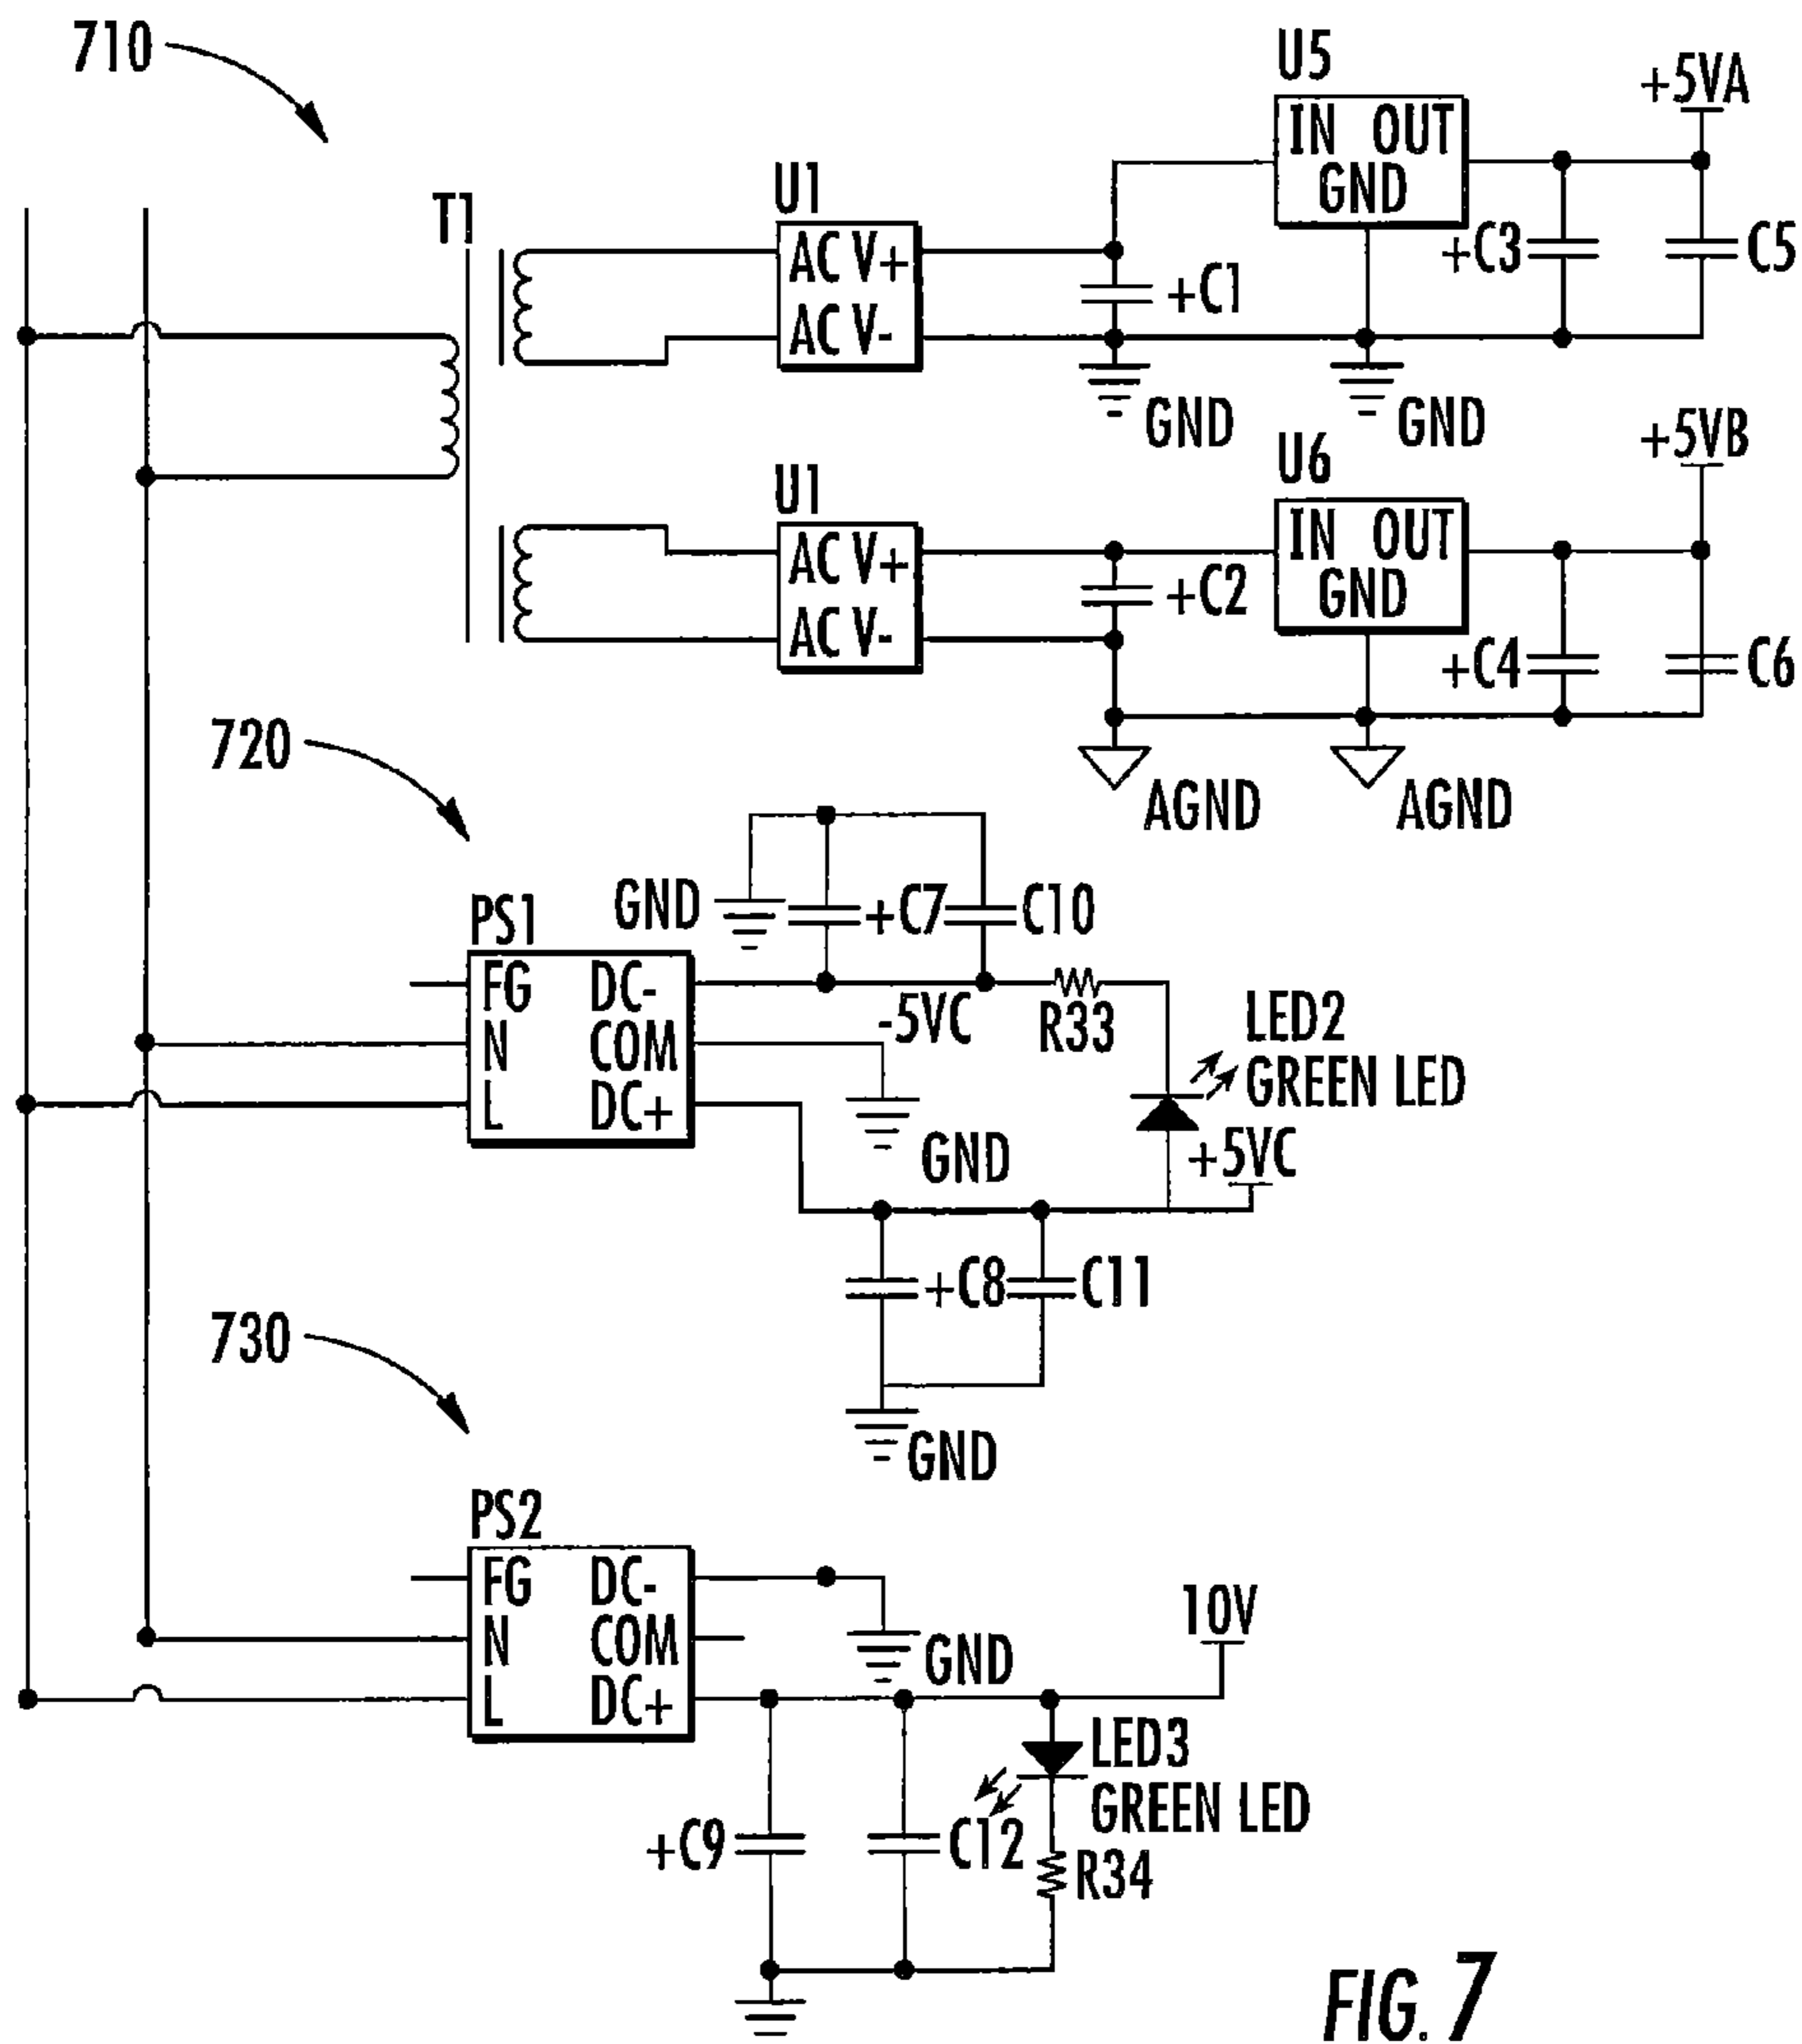 710
U5
+5VA
IN OUT
GND
T1
U1
AC V+
AC V-
+C1
+C3
C5
GND
GND
+5VB
U6
U1
AC V+
AC V-
+C2
IN OUT
GND
+C4
C6
AGND
AGND
720
GND
+C7
C10
PS1
FG DC-
N COM
L DC+
-5VC
R33
LED2
GREEN LED
+5VC
GND
+C8
C11
GND
730
PS2
FG DC-
N COM
L DC+
GND
10V
LED3
GREEN LED
+C9
C12
R34
FIG. 7